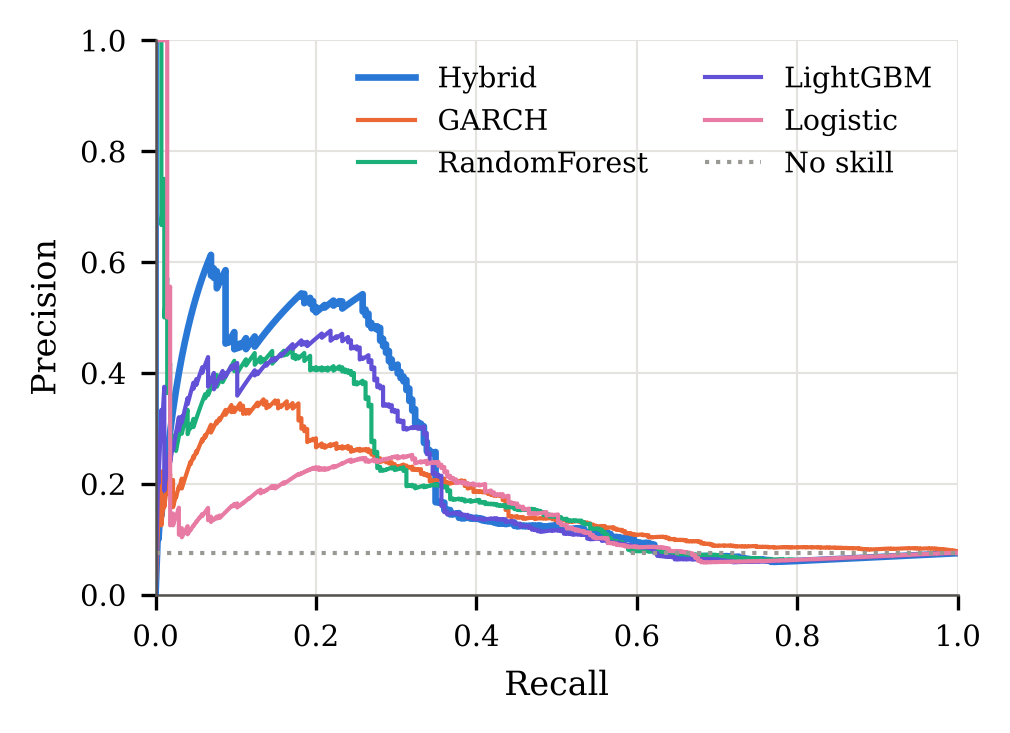 1.0
0.8
0.6
0.4
0.2
0.0
Precision
Hybrid
GARCH
RandomForest
LightGBM
Logistic
No skill
0.0 0.2 0.4 0.6 0.8 1.0
Recall